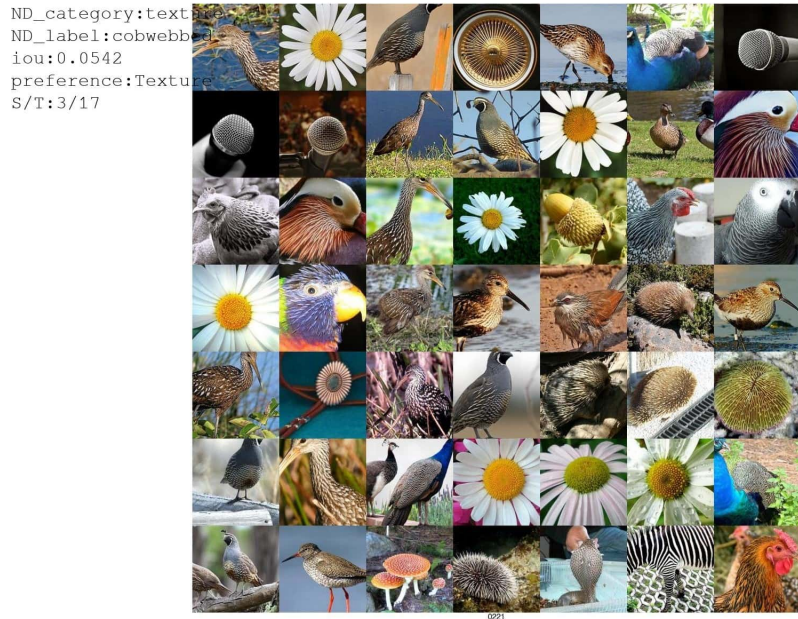 ND_category:texture
ND_label:cobwebbed
iou:0.0542
preference:Texture
S/T:3/17
0221